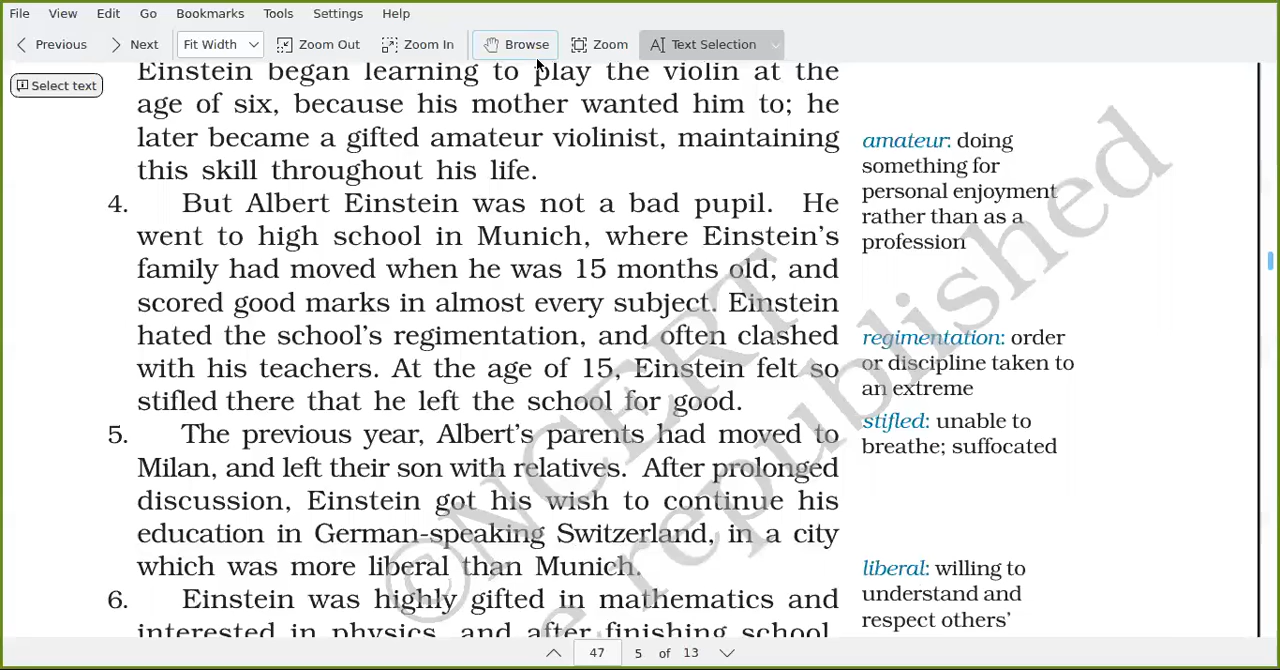 File View Edit Go Bookmarks Tools Settings Help
Previous Next Fit Width Zoom Out Zoom In Browse Zoom Text Selection
Select text
Einstein began learning to play the violin at the
age of six, because his mother wanted him to; he
later became a gifted amateur violinist, maintaining
this skill throughout his life.
4. But Albert Einstein was not a bad pupil. He
went to high school in Munich, where Einstein's
family had moved when he was 15 months old, and
scored good marks in almost every subject. Einstein
hated the school's regimentation, and often clashed
with his teachers. At the age of 15, Einstein felt so
stifled there that he left the school for good.
5. The previous year, Albert's parents had moved to
Milan, and left their son with relatives. After prolonged
discussion, Einstein got his wish to continue his
education in German-speaking Switzerland, in a city
which was more liberal than Munich.
6. Einstein was highly gifted in mathematics and
interested in physics, and after finishing school,
amateur: doing
something for
personal enjoyment
rather than as a
profession
regimentation: order
or discipline taken to
an extreme
stifled: unable to
breathe; suffocated
liberal: willing to
understand and
respect others'
©NCERT
e republished
47 5 of 13